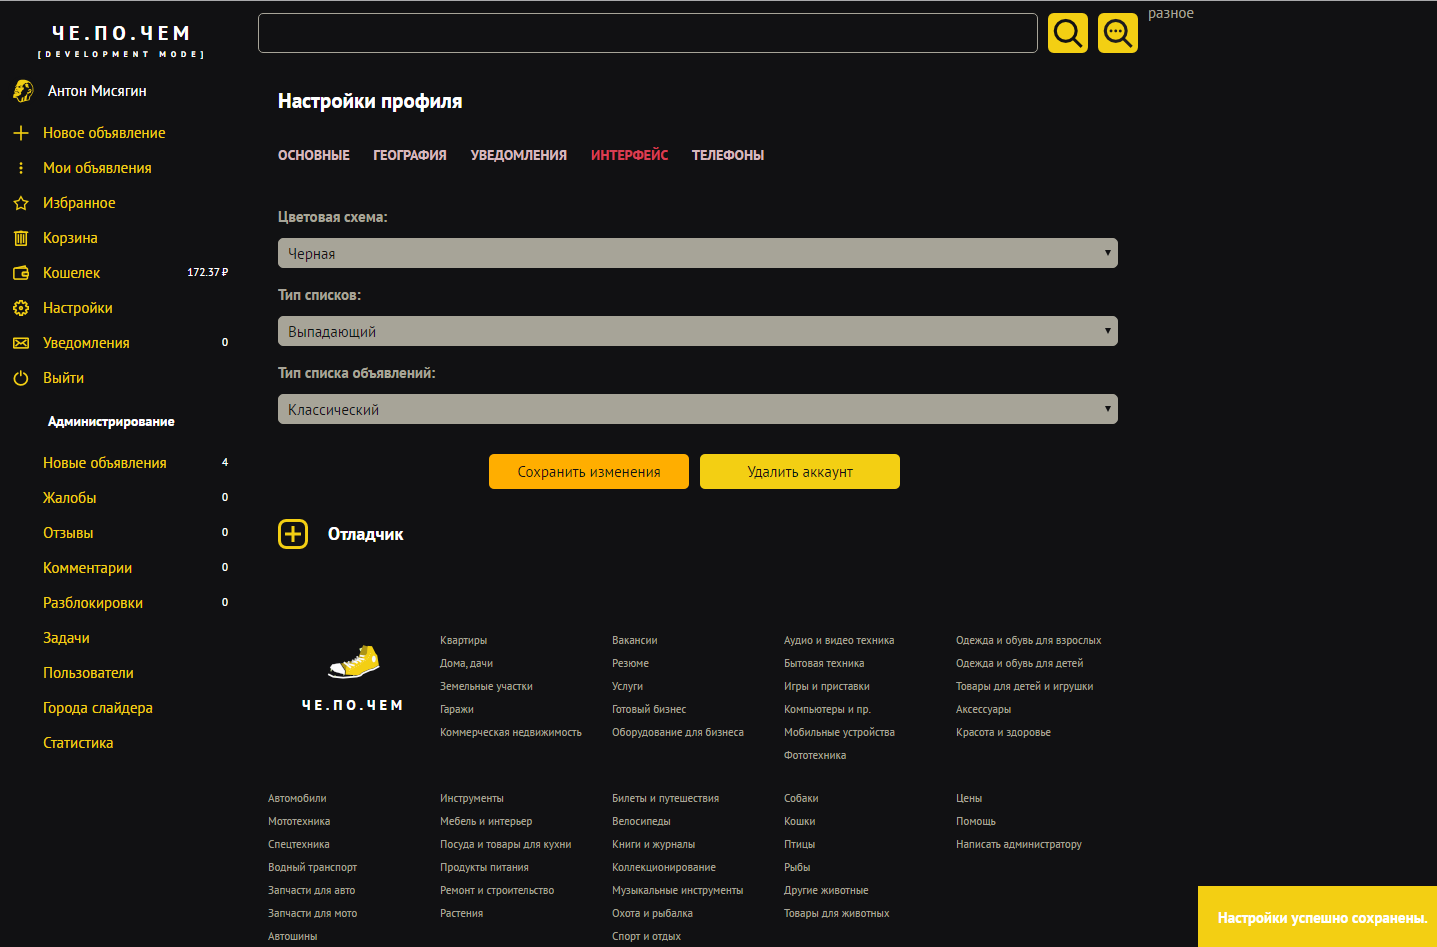 ЧЕ.ПО.ЧЕМ
[DEVELOPMENT MODE]
разное
Антон Мисягин
Новое объявление
Мои объявления
Избранное
Корзина
Кошелек 172.37 ₽
Настройки
Уведомления 0
Выйти
Администрирование
Новые объявления 4
Жалобы 0
Отзывы 0
Комментарии 0
Разблокировки 0
Задачи
Пользователи
Города слайдера
Статистика
Настройки профиля
ОСНОВНЫЕ ГЕОГРАФИЯ УВЕДОМЛЕНИЯ ИНТЕРФЕЙС ТЕЛЕФОНЫ
Цветовая схема:
Черная
Тип списков:
Выпадающий
Тип списка объявлений:
Классический
Сохранить изменения Удалить аккаунт
Отладчик
ЧЕ.ПО.ЧЕМ
Квартиры
Дома, дачи
Земельные участки
Гаражи
Коммерческая недвижимость
Вакансии
Резюме
Услуги
Готовый бизнес
Оборудование для бизнеса
Аудио и видео техника
Бытовая техника
Игры и приставки
Компьютеры и пр.
Мобильные устройства
Фототехника
Одежда и обувь для взрослых
Одежда и обувь для детей
Товары для детей и игрушки
Аксессуары
Красота и здоровье
Автомобили
Мототехника
Спецтехника
Водный транспорт
Запчасти для авто
Запчасти для мото
Автошины
Инструменты
Мебель и интерьер
Посуда и товары для кухни
Продукты питания
Ремонт и строительство
Растения
Билеты и путешествия
Велосипеды
Книги и журналы
Коллекционирование
Музыкальные инструменты
Охота и рыбалка
Спорт и отдых
Собаки
Кошки
Птицы
Рыбы
Другие животные
Товары для животных
Цены
Помощь
Написать администратору
Настройки успешно сохранены.